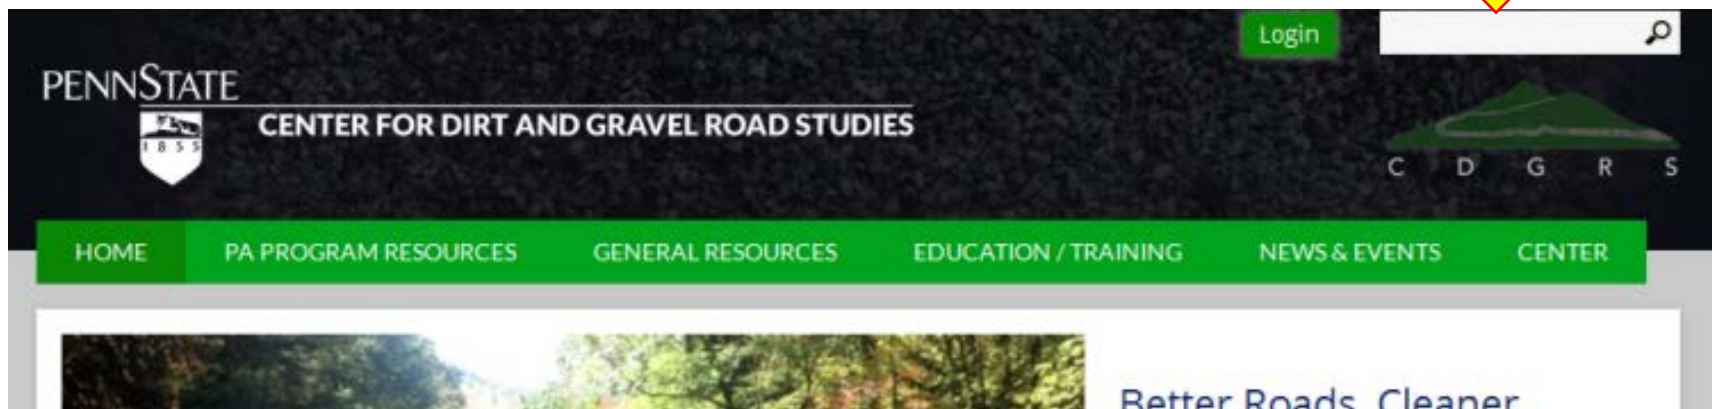 Login
PENNSTATE
1855
CENTER FOR DIRT AND GRAVEL ROAD STUDIES
C D G R S
HOME PA PROGRAM RESOURCES GENERAL RESOURCES EDUCATION / TRAINING NEWS & EVENTS CENTER
Better Roads, Cleaner